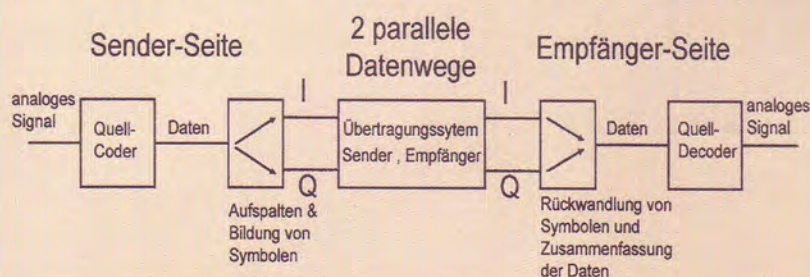 Sender-Seite
2 parallele
Datenwege
Empfänger-Seite
analoges
Signal
Quell-
Coder
Daten
I
Q
Übertragungssytem
Sender , Empfänger
I
Q
Daten
Quell-
Decoder
analoges
Signal
Aufspalten &
Bildung von
Symbolen
Rückwandlung von
Symbolen und
Zusammenfassung
der Daten